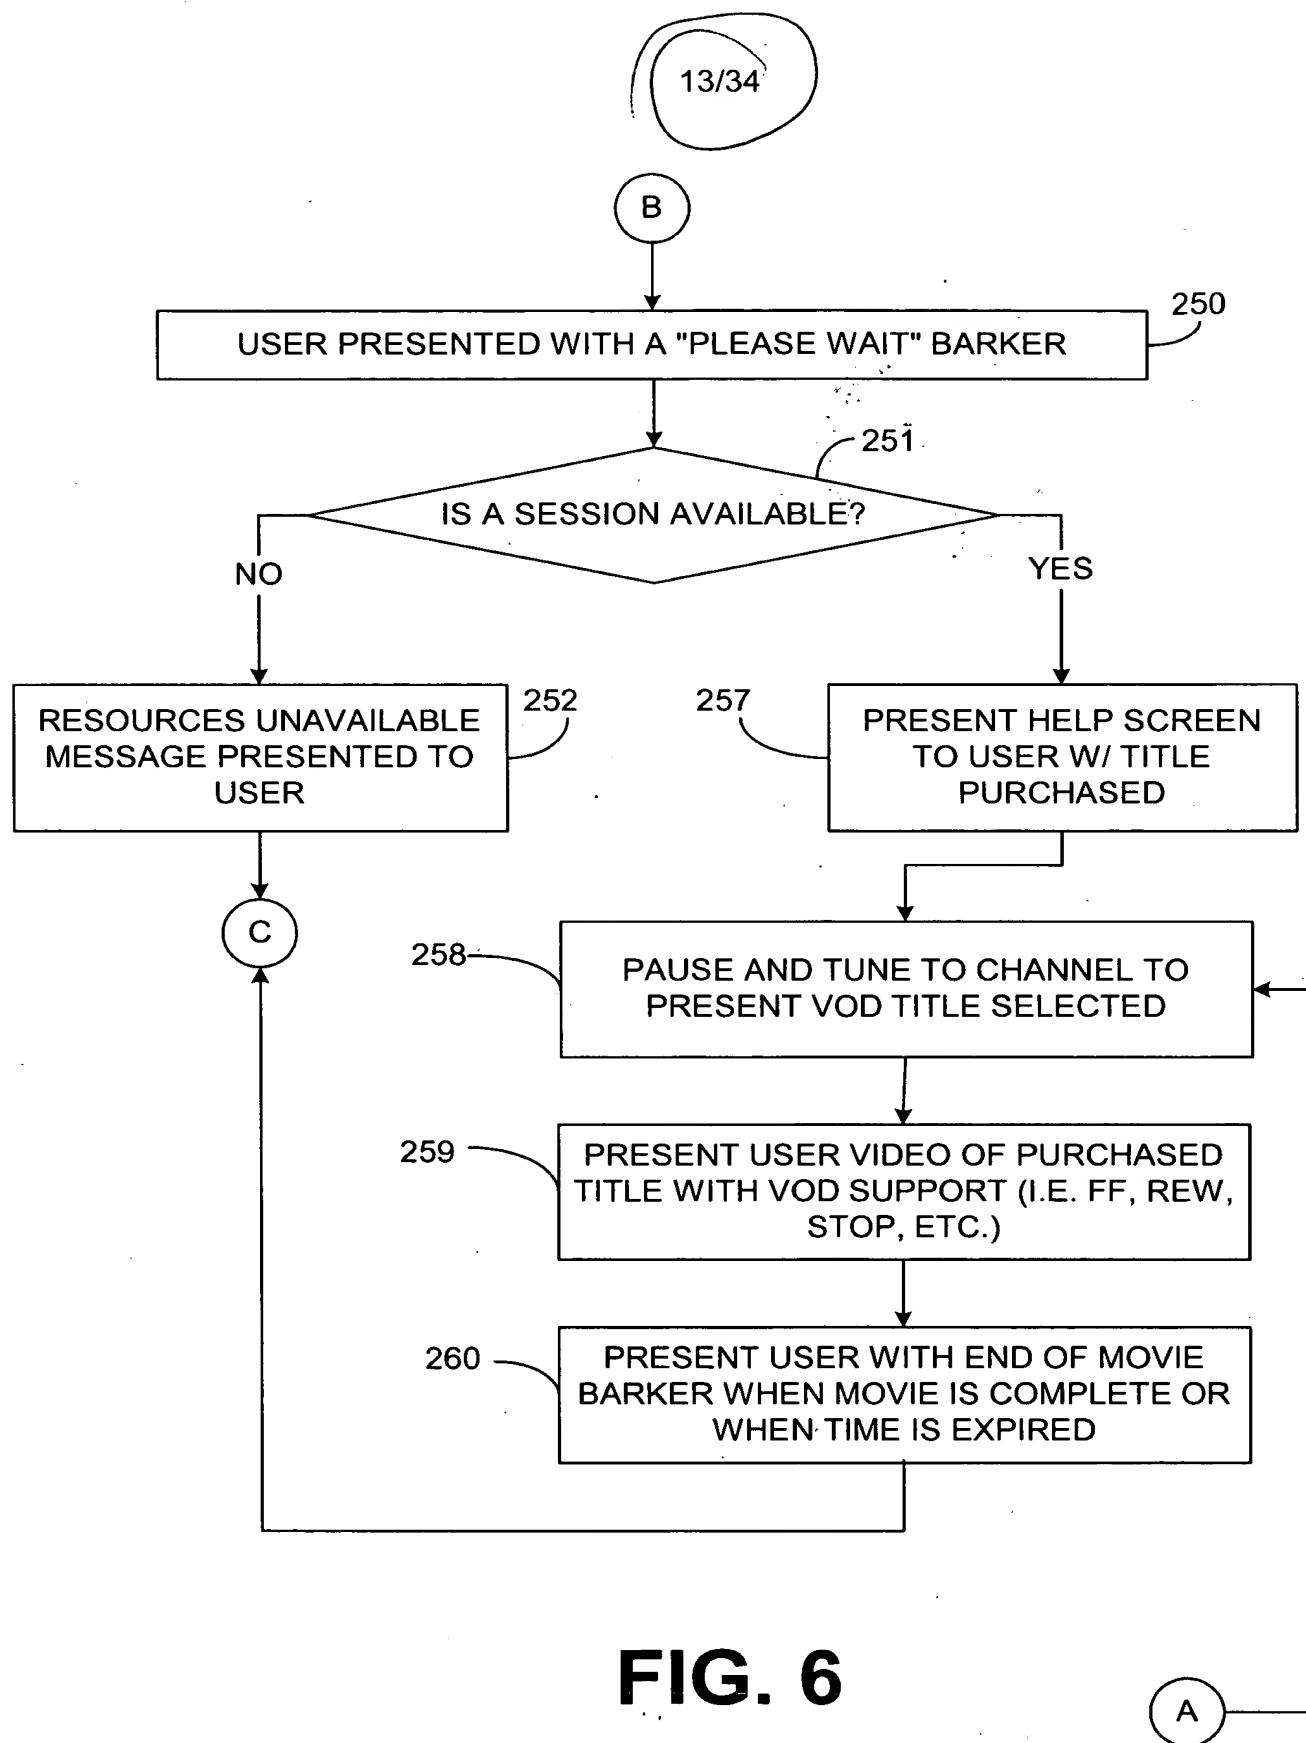 13/34
B
USER PRESENTED WITH A "PLEASE WAIT" BARKER
250
251
IS A SESSION AVAILABLE?
NO
YES
RESOURCES UNAVAILABLE
MESSAGE PRESENTED TO
USER
252
257
PRESENT HELP SCREEN
TO USER W/ TITLE
PURCHASED
C
258
PAUSE AND TUNE TO CHANNEL TO
PRESENT VOD TITLE SELECTED
259
PRESENT USER VIDEO OF PURCHASED
TITLE WITH VOD SUPPORT (I.E. FF, REW,
STOP, ETC.)
260
PRESENT USER WITH END OF MOVIE
BARKER WHEN MOVIE IS COMPLETE OR
WHEN TIME IS EXPIRED
FIG. 6
A